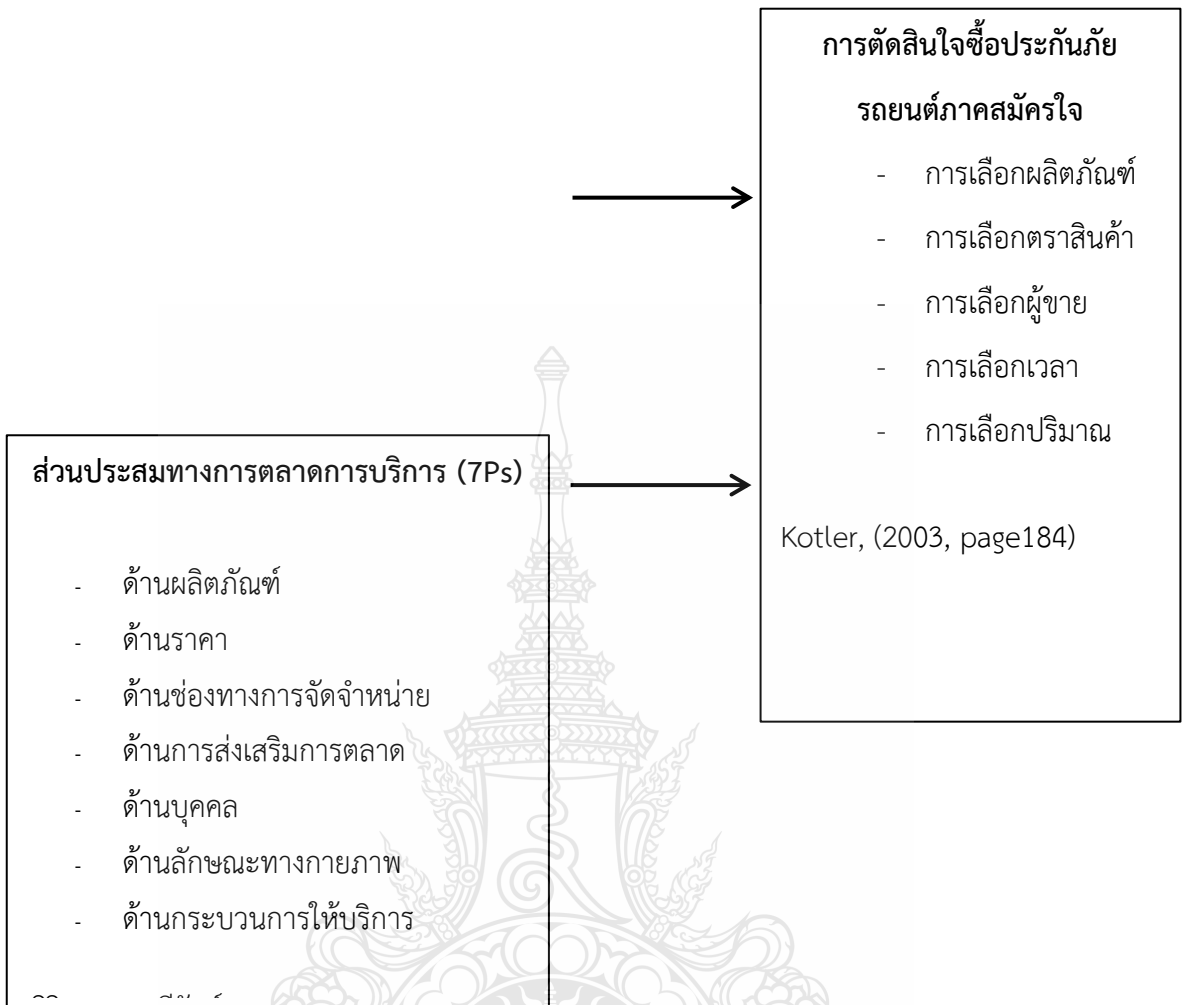 การตัดสินใจซื้อประกันภัย
รถยนต์ภาคสมัครใจ
- การเลือกผลิตภัณฑ์
- การเลือกตราสินค้า
- การเลือกผู้ขาย
- การเลือกเวลา
- การเลือกปริมาณ
Kotler, (2003, page184)
ส่วนประสมทางการตลาดการบริการ (7Ps)
- ด้านผลิตภัณฑ์
- ด้านราคา
- ด้านช่องทางการจัดจำหน่าย
- ด้านการส่งเสริมการตลาด
- ด้านบุคคล
- ด้านลักษณะทางกายภาพ
- ด้านกระบวนการให้บริการ